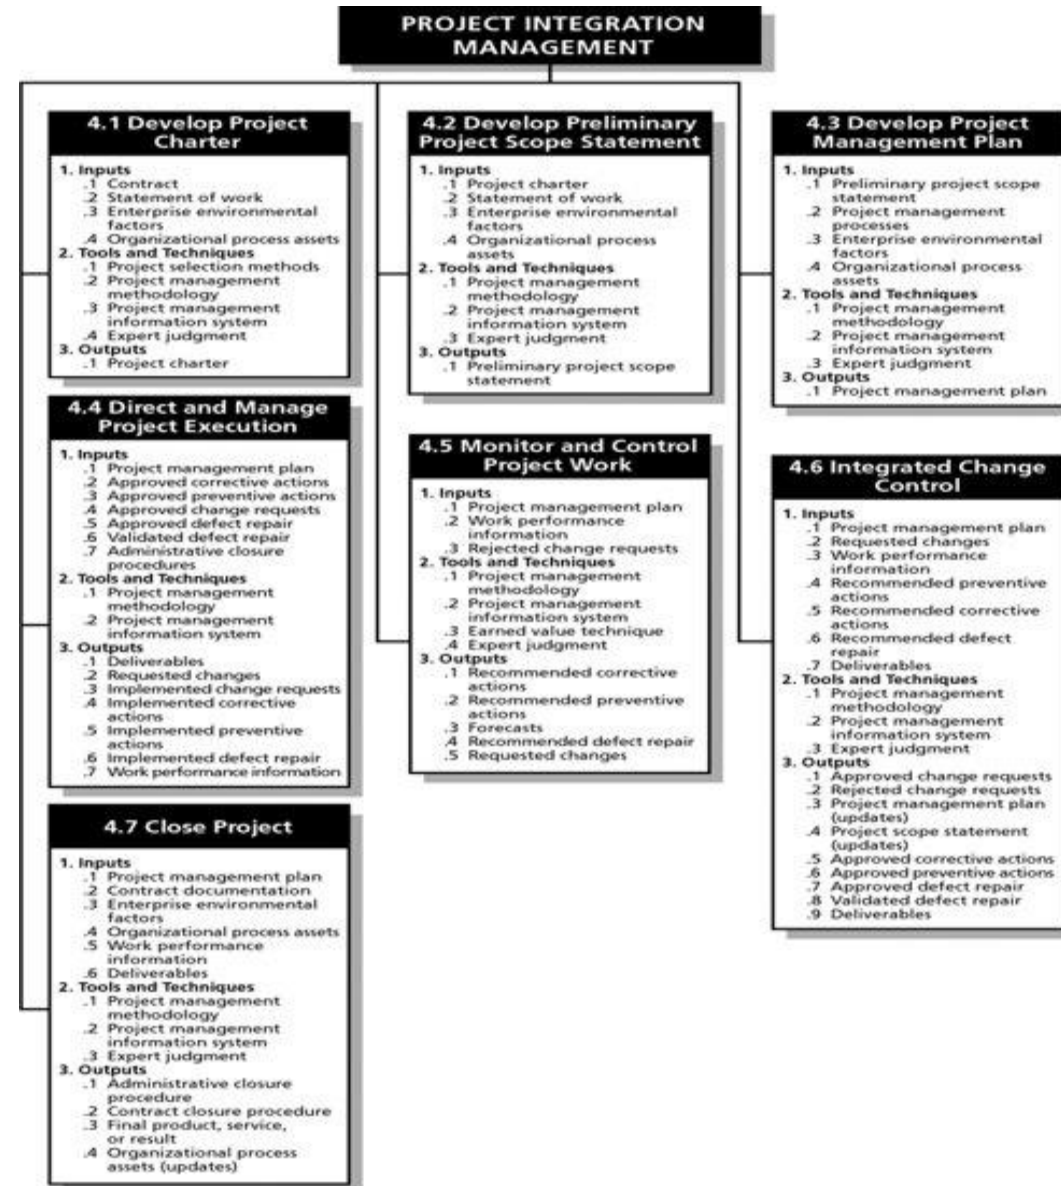 PROJECT INTEGRATION
MANAGEMENT
4.1 Develop Project
Charter
1. Inputs
.1 Contract
.2 Statement of work
.3 Enterprise environmental
factors
.4 Organizational process assets
2. Tools and Techniques
.1 Project selection methods
.2 Project management
methodology
.3 Project management
information system
.4 Expert judgment
3. Outputs
.1 Project charter
4.2 Develop Preliminary
Project Scope Statement
1. Inputs
.1 Project charter
.2 Statement of work
.3 Enterprise environmental
factors
.4 Organizational process
assets
2. Tools and Techniques
.1 Project management
methodology
.2 Project management
information system
.3 Expert judgment
3. Outputs
.1 Preliminary project scope
statement
4.3 Develop Project
Management Plan
1. Inputs
.1 Preliminary project scope
statement
.2 Project management
processes
.3 Enterprise environmental
factors
.4 Organizational process
assets
2. Tools and Techniques
.1 Project management
methodology
.2 Project management
information system
.3 Expert judgment
3. Outputs
.1 Project management plan
4.4 Direct and Manage
Project Execution
1. Inputs
.1 Project management plan
.2 Approved corrective actions
.3 Approved preventive actions
.4 Approved change requests
.5 Approved defect repair
.6 Validated defect repair
.7 Administrative closure
procedures
2. Tools and Techniques
.1 Project management
methodology
.2 Project management
information system
3. Outputs
.1 Deliverables
.2 Requested changes
.3 Implemented change requests
.4 Implemented corrective
actions
.5 Implemented preventive
actions
.6 Implemented defect repair
.7 Work performance information
4.5 Monitor and Control
Project Work
1. Inputs
.1 Project management plan
.2 Work performance
information
.3 Rejected change requests
2. Tools and Techniques
.1 Project management
methodology
.2 Project management
information system
.3 Earned value technique
.4 Expert judgment
3. Outputs
.1 Recommended corrective
actions
.2 Recommended preventive
actions
.3 Forecasts
.4 Recommended defect repair
.5 Requested changes
4.6 Integrated Change
Control
1. Inputs
.1 Project management plan
.2 Requested changes
.3 Work performance
information
.4 Recommended preventive
actions
.5 Recommended corrective
actions
.6 Recommended defect
repair
.7 Deliverables
2. Tools and Techniques
.1 Project management
methodology
.2 Project management
information system
.3 Expert judgment
3. Outputs
.1 Approved change requests
.2 Rejected change requests
.3 Project management plan
(updates)
.4 Project scope statement
(updates)
.5 Approved corrective actions
.6 Approved preventive actions
.7 Approved defect repair
.8 Validated defect repair
.9 Deliverables
4.7 Close Project
1. Inputs
.1 Project management plan
.2 Contract documentation
.3 Enterprise environmental
factors
.4 Organizational process assets
.5 Work performance
information
.6 Deliverables
2. Tools and Techniques
.1 Project management
methodology
.2 Project management
information system
.3 Expert judgment
3. Outputs
.1 Administrative closure
procedure
.2 Contract closure procedure
.3 Final product, service,
or result
.4 Organizational process
assets (updates)